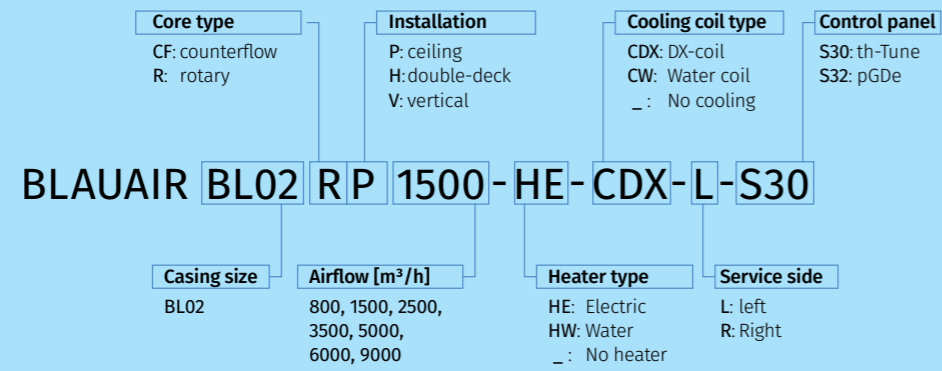 Core type
CF: counterflow
R: rotary
Installation
P: ceiling
H: double-deck
V: vertical
Cooling coil type
CDX: DX-coil
CW: Water coil
_ : No cooling
Control panel
S30: th-Tune
S32: pGDe
BLAUAIR BL02 R P 1500-HE-CDX-L-S30
Casing size
BL02
Airflow [m³/h]
800, 1500, 2500,
3500, 5000,
6000, 9000
Heater type
HE: Electric
HW: Water
_ : No heater
Service side
L: left
R: Right